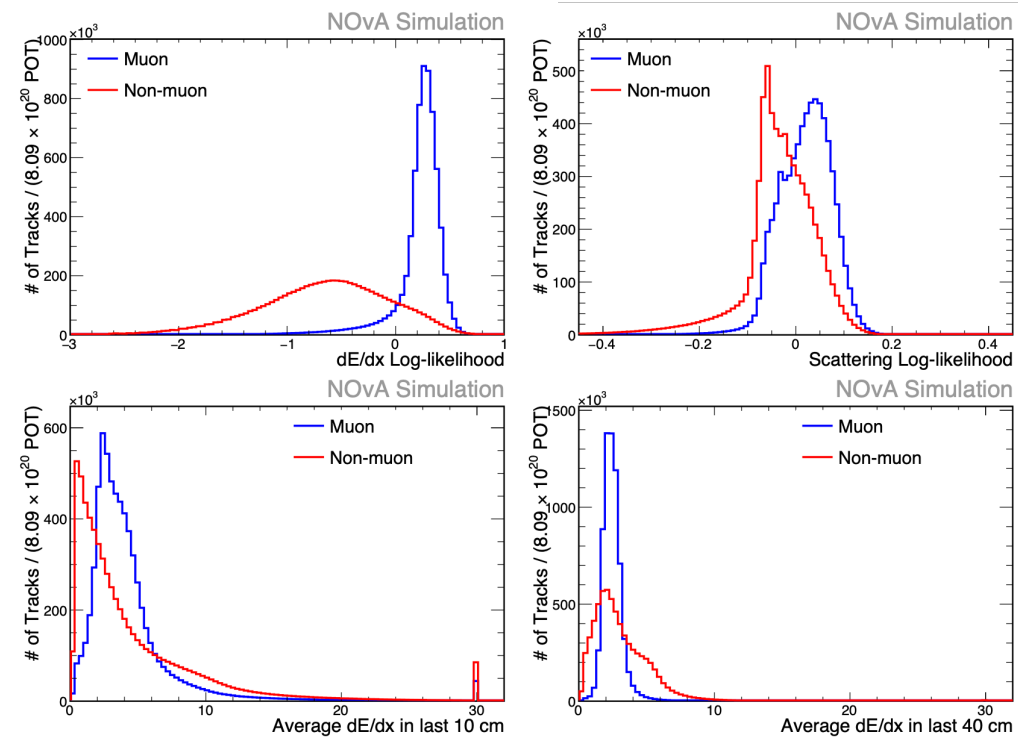 NOvA Simulation
×10³
Muon
Non-muon
# of Tracks / (8.09 × 10²⁰ POT)
1000
800
600
400
200
0
−3 −2 −1 0 1
dE/dx Log-likelihood
NOvA Simulation
×10³
Muon
Non-muon
# of Tracks / (8.09 × 10²⁰ POT)
500
400
300
200
100
0
−0.4 −0.2 0 0.2 0.4
Scattering Log-likelihood
NOvA Simulation
×10³
Muon
Non-muon
# of Tracks / (8.09 × 10²⁰ POT)
600
400
200
0
0 10 20 30
Average dE/dx in last 10 cm
NOvA Simulation
×10³
Muon
Non-muon
# of Tracks / (8.09 × 10²⁰ POT)
1500
1000
500
0
0 10 20 30
Average dE/dx in last 40 cm